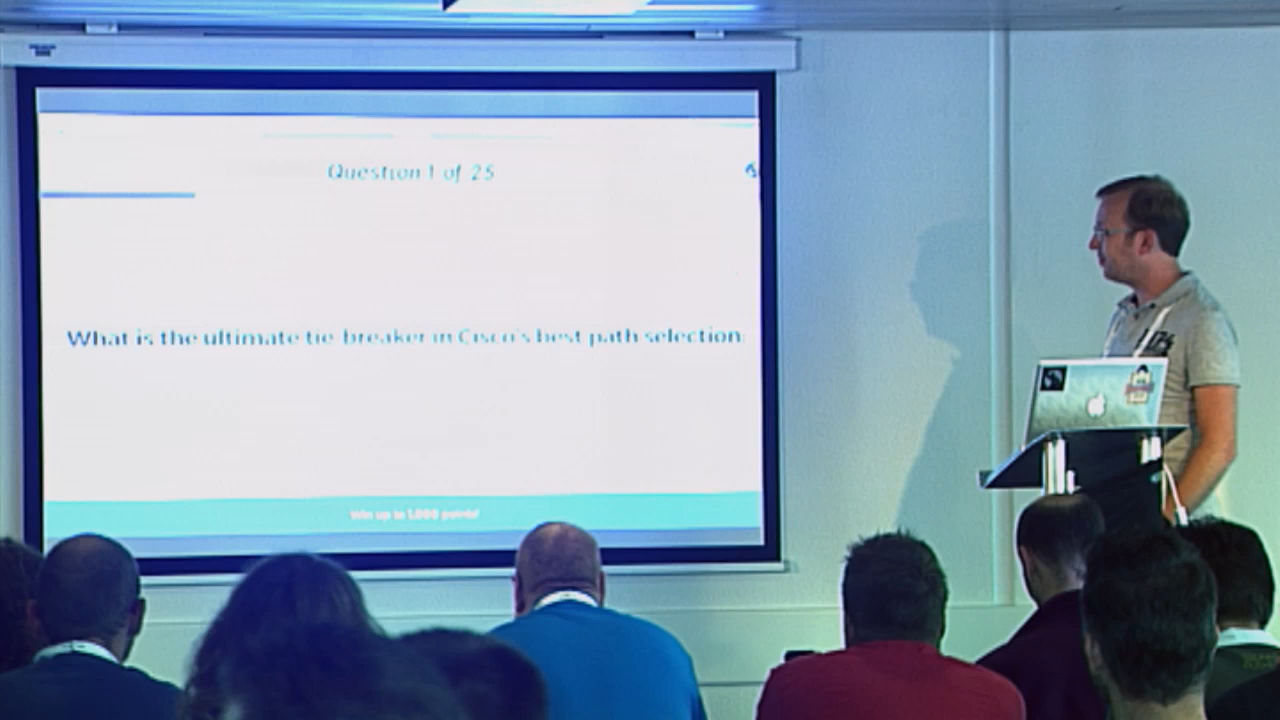 Question 1 of 25
What is the ultimate tie-breaker in Cisco's best path selection
Win up to 1,000 points!